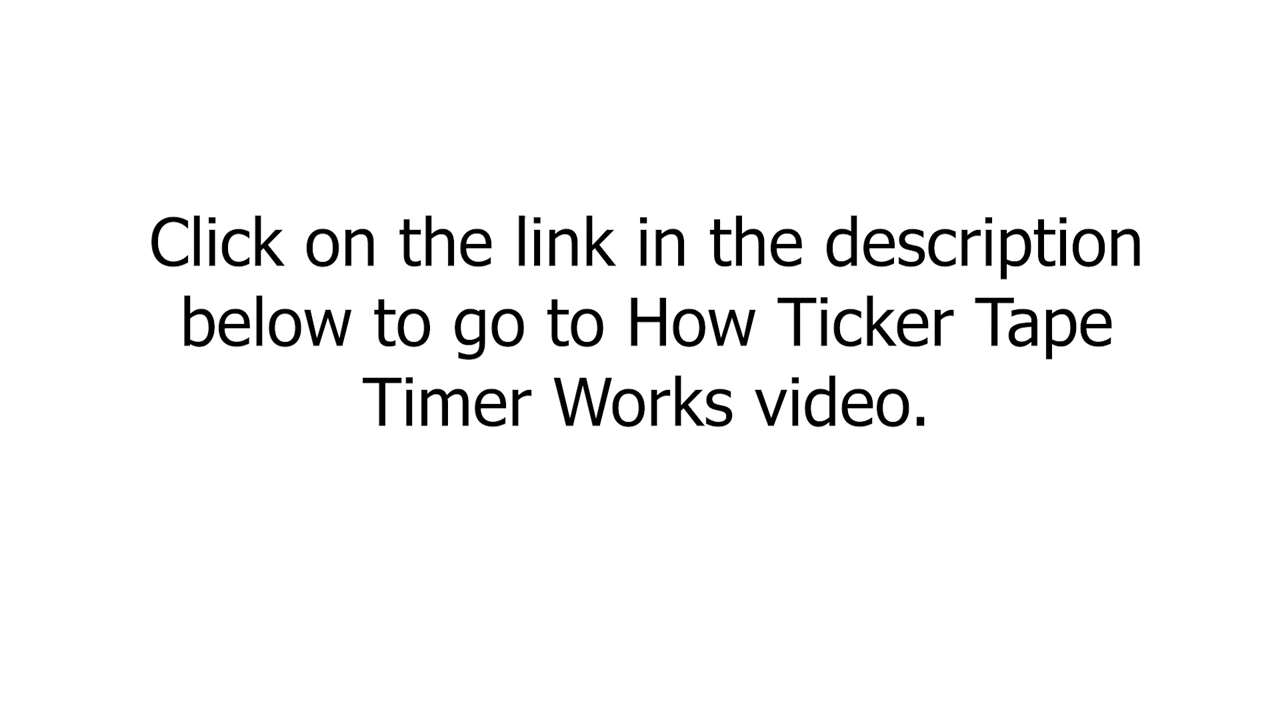 Click on the link in the description
below to go to How Ticker Tape
Timer Works video.